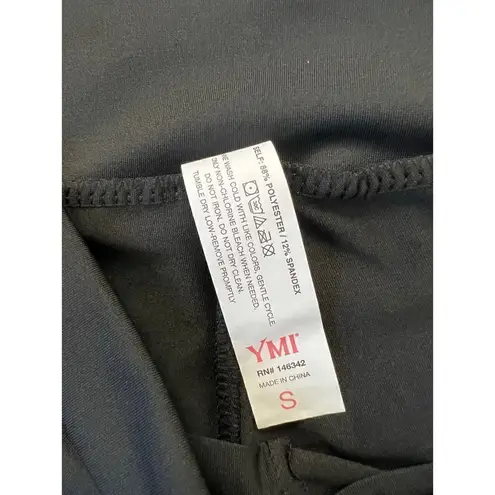 SELF: 88% POLYESTER / 12% SPANDEX
WASH COLD WITH LIKE COLORS, GENTLE CYCLE
ONLY NON-CHLORINE BLEACH WHEN NEEDED.
DO NOT IRON. DO NOT DRY CLEAN.
TUMBLE DRY LOW-REMOVE PROMPTLY
YMI
RN# 146342
MADE IN CHINA
S